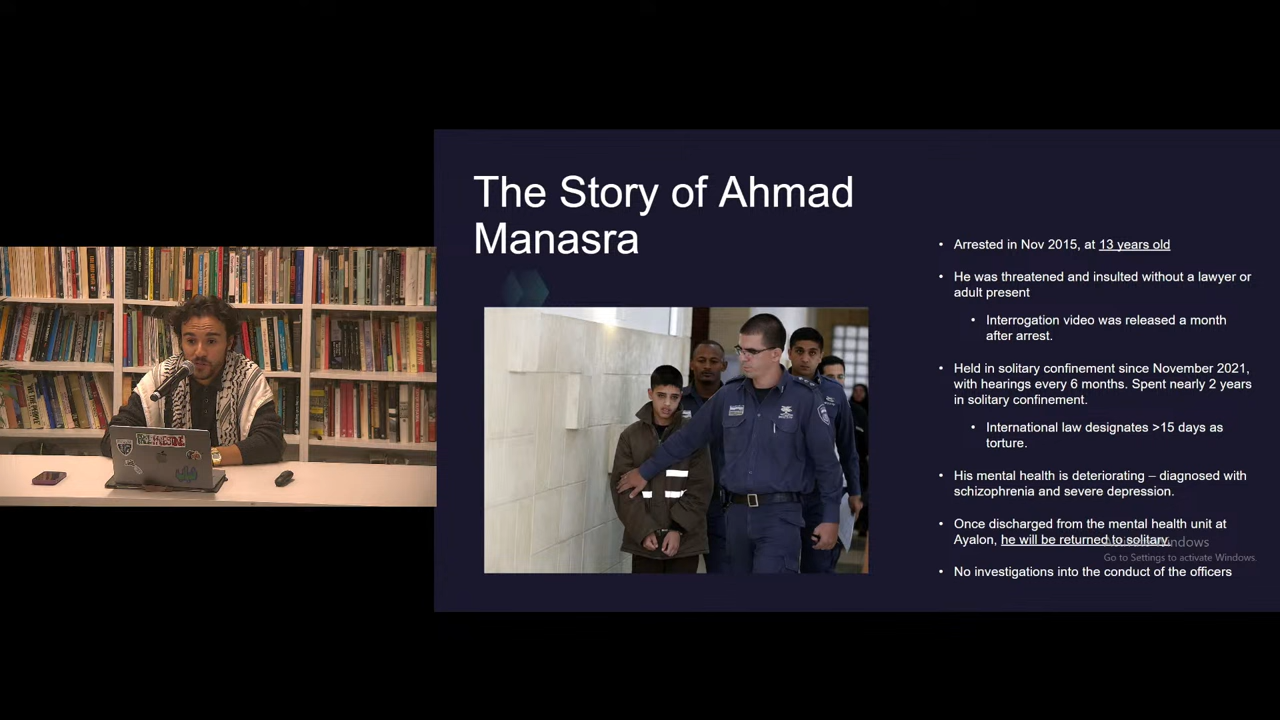 The Story of Ahmad
Manasra
• Arrested in Nov 2015, at 13 years old
• He was threatened and insulted without a lawyer or
adult present
• Interrogation video was released a month
after arrest.
• Held in solitary confinement since November 2021,
with hearings every 6 months. Spent nearly 2 years
in solitary confinement.
• International law designates >15 days as
torture.
• His mental health is deteriorating – diagnosed with
schizophrenia and severe depression.
• Once discharged from the mental health unit at
Ayalon, he will be returned to solitary.
• No investigations into the conduct of the officers
Go to Settings to activate Windows.
FREE PALESTINE